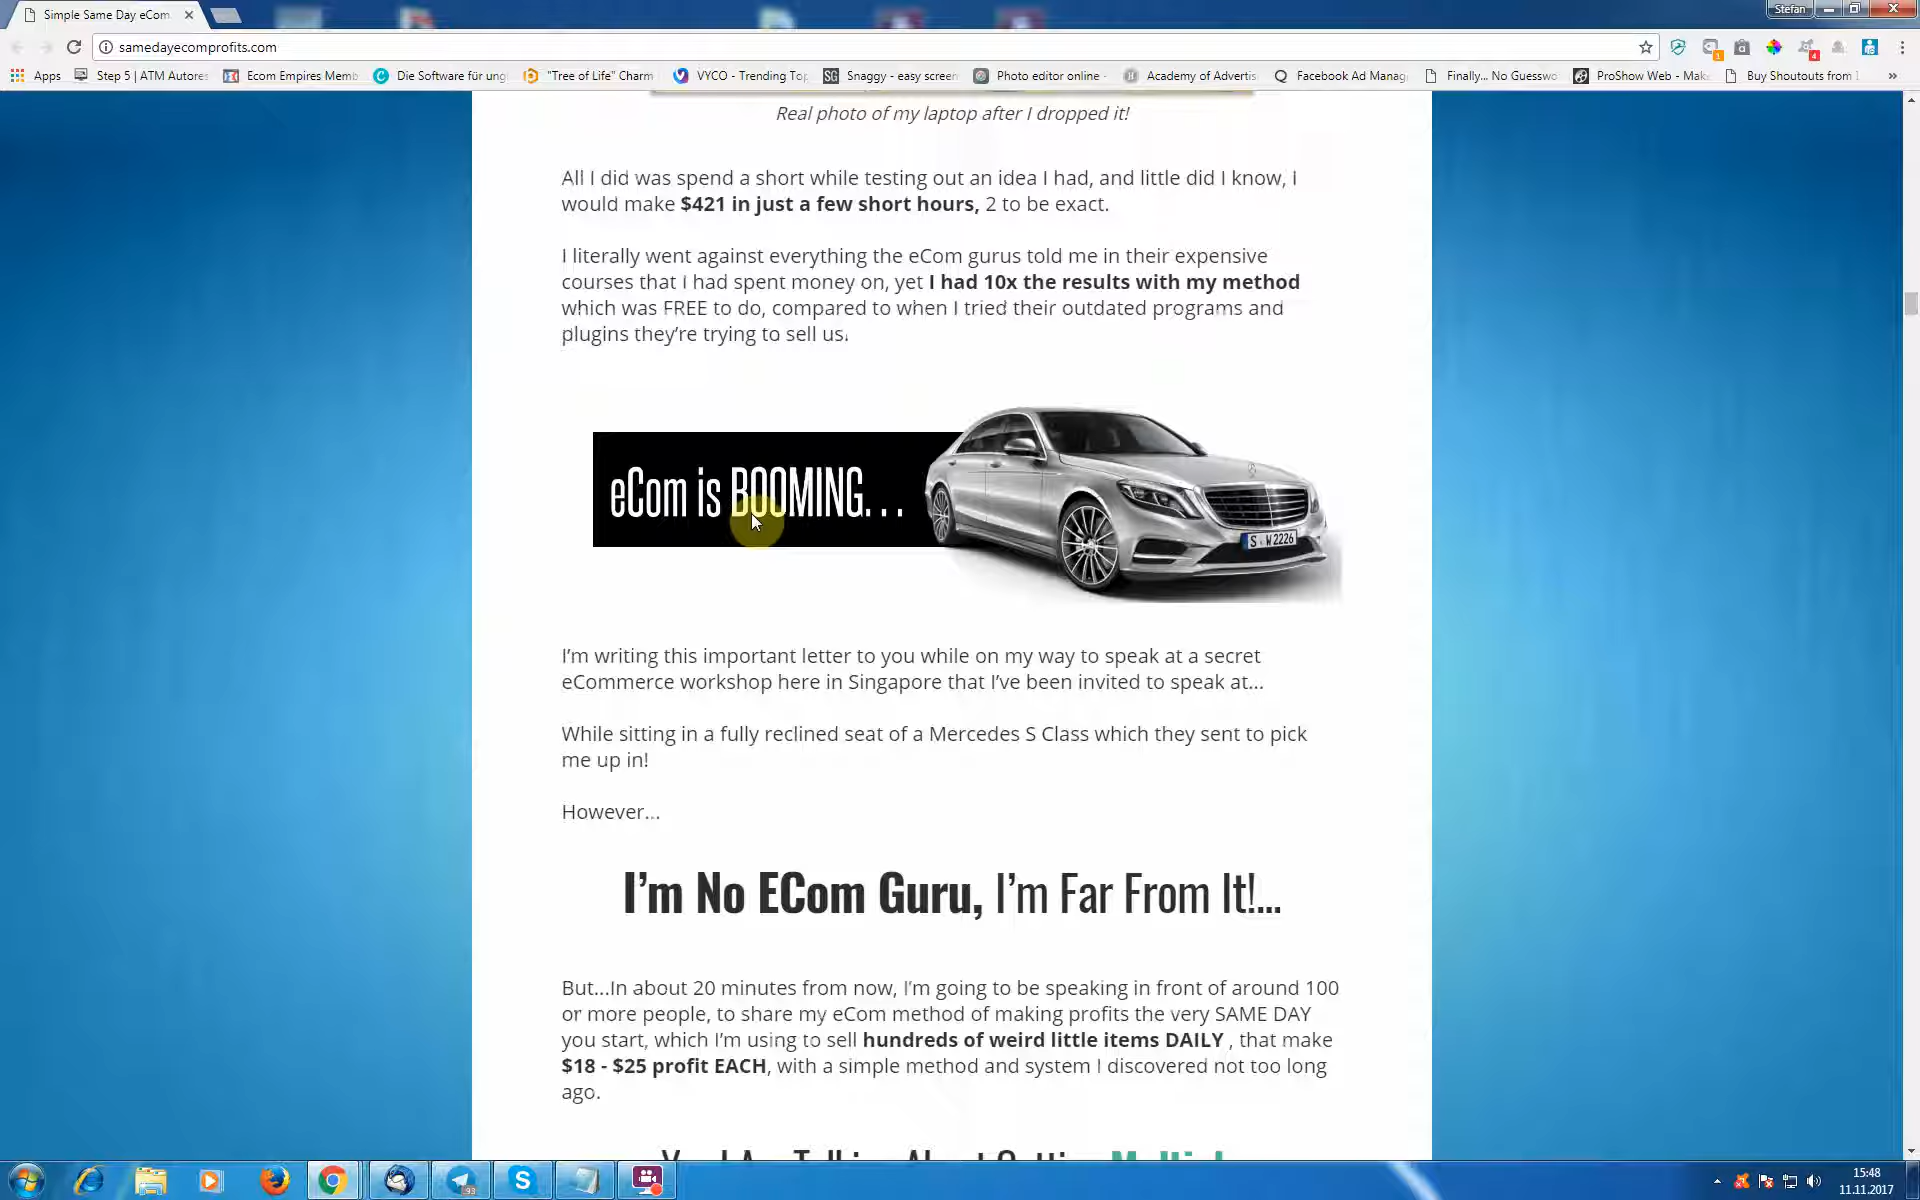 Simple Same Day eCom
Stefan
samedayecomprofits.com
Apps
Step 5 | ATM Autores
Ecom Empires Memb
Die Software für ung
"Tree of Life" Charm
VYCO - Trending Top
Snaggy - easy screen
Photo editor online -
Academy of Advertis
Facebook Ad Manag
Finally... No Guesswo
ProShow Web - Mak
Buy Shoutouts from
Real photo of my laptop after I dropped it!
All I did was spend a short while testing out an idea I had, and little did I know, I
would make $421 in just a few short hours, 2 to be exact.
I literally went against everything the eCom gurus told me in their expensive
courses that I had spent money on, yet I had 10x the results with my method
which was FREE to do, compared to when I tried their outdated programs and
plugins they’re trying to sell us.
eCom is BOOMING...
S · W 2226
I’m writing this important letter to you while on my way to speak at a secret
eCommerce workshop here in Singapore that I’ve been invited to speak at...
While sitting in a fully reclined seat of a Mercedes S Class which they sent to pick
me up in!
However...
I’m No ECom Guru, I’m Far From It!...
But...In about 20 minutes from now, I’m going to be speaking in front of around 100
or more people, to share my eCom method of making profits the very SAME DAY
you start, which I’m using to sell hundreds of weird little items DAILY , that make
$18 - $25 profit EACH, with a simple method and system I discovered not too long
ago.
93
15:48
11.11.2017